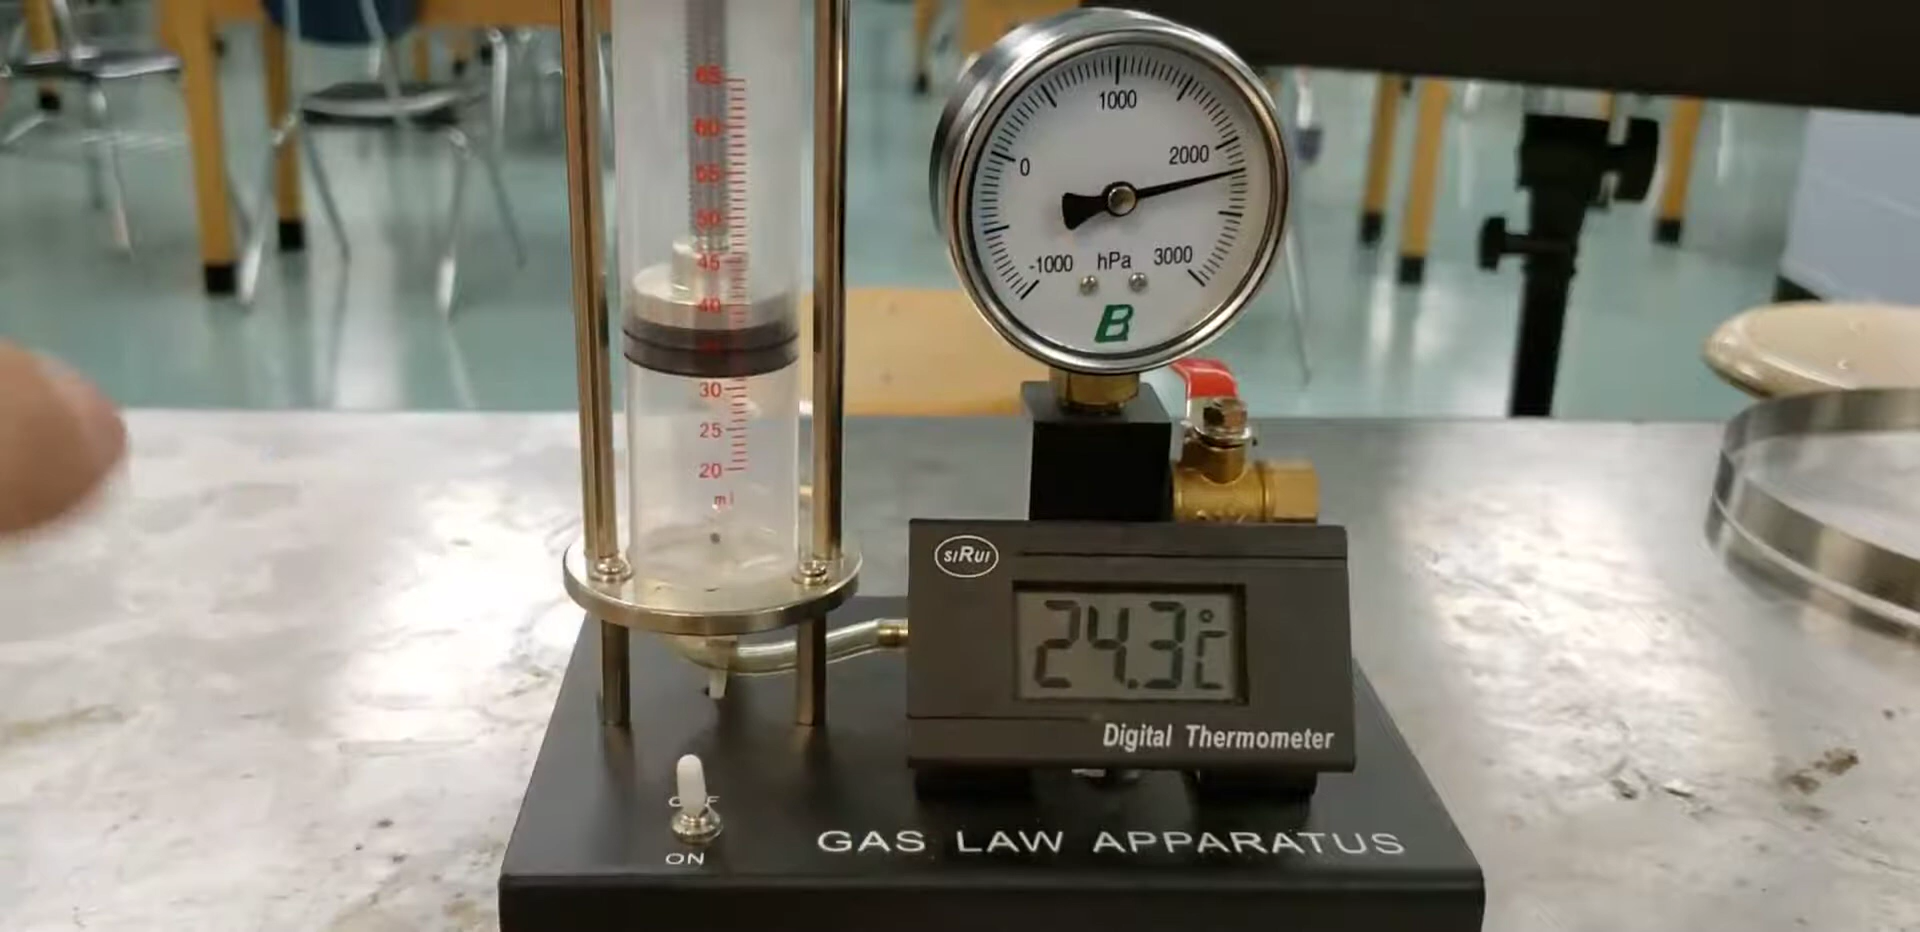 65
60
55
50
45
40
30
25
20
ml
1000
0
2000
-1000 hPa 3000
B
SIRUI
24.3°C
Digital Thermometer
OFF
ON
GAS LAW APPARATUS